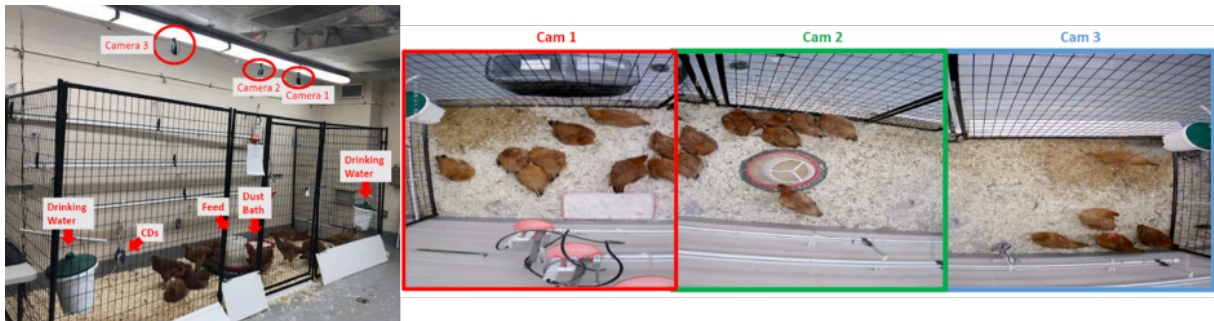 Camera 3
Camera 2
Camera 1
Drinking
Water
Drinking
Water
CDs
Feed
Dust
Bath
Cam 1
Cam 2
Cam 3